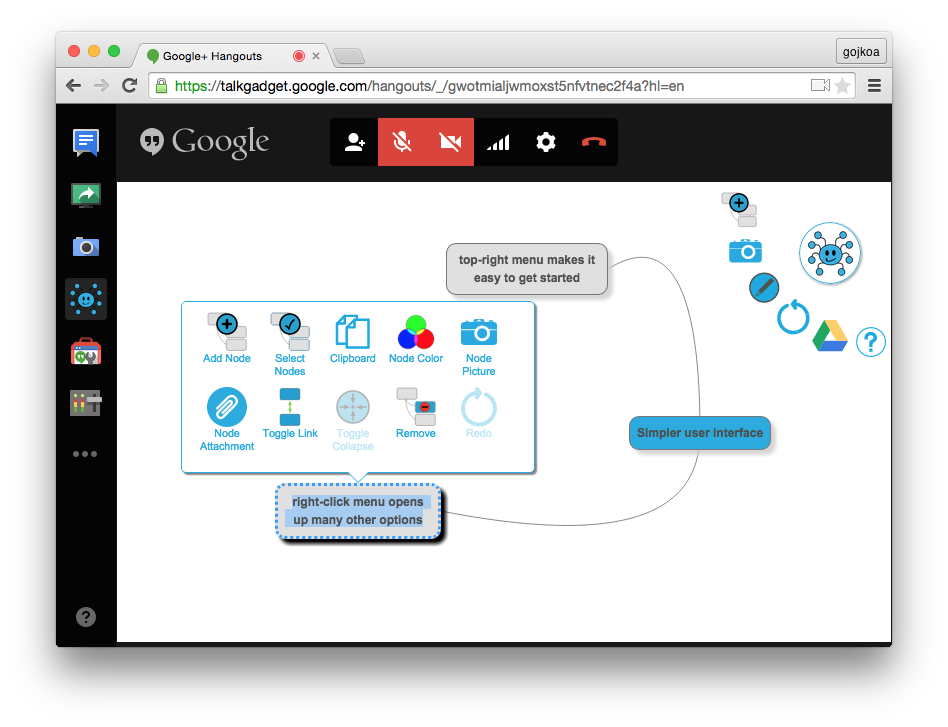 Google+ Hangouts
gojkoa
https://talkgadget.google.com/hangouts/_/gwotmialjwmoxst5nfvtnec2f4a?hl=en
Google
top-right menu makes it
easy to get started
Add Node
Select
Nodes
Clipboard
Node Color
Node
Picture
Node
Attachment
Toggle Link
Toggle
Collapse
Remove
Redo
Simpler user interface
right-click menu opens
up many other options
?
?